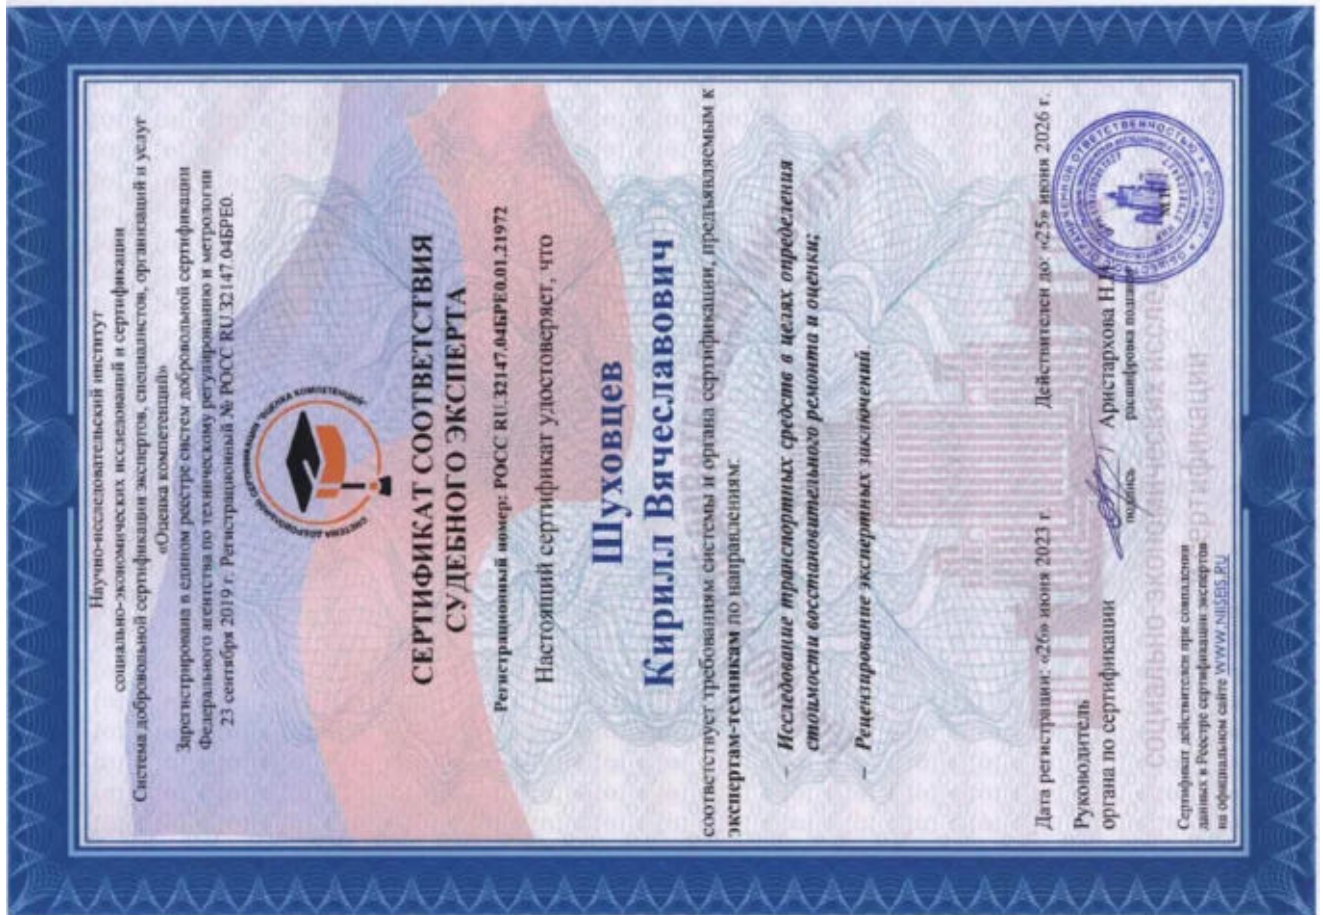 Научно-исследовательский институт
социально-экономических исследований и сертификации
Система добровольной сертификации экспертов, специалистов, организаций и услуг
«Оценка компетенций»
Зарегистрирована в едином реестре систем добровольной сертификации
Федерального агентства по техническому регулированию и метрологии
23 сентября 2019 г. Регистрационный № РОСС RU.32147.04БРЕ0.
СИСТЕМА ДОБРОВОЛЬНОЙ СЕРТИФИКАЦИИ "ОЦЕНКА КОМПЕТЕНЦИЙ"
СЕРТИФИКАТ СООТВЕТСТВИЯ
СУДЕБНОГО ЭКСПЕРТА
Регистрационный номер: РОСС RU.32147.04БРЕ0.01.21972
Настоящий сертификат удостоверяет, что
Шуховцев
Кирилл Вячеславович
соответствует требованиям системы и органа сертификации, предъявляемым к
экспертам-техникам по направлениям:
– Исследование транспортных средств в целях определения
стоимости восстановительного ремонта и оценки;
– Рецензирование экспертных заключений.
Дата регистрации: «26» июня 2023 г. Действителен до: «25» июня 2026 г.
Руководитель
органа по сертификации Аристархова Н.А.
подпись расшифровка подписи
Сертификат действителен при совпадении
данных в Реестре сертификации экспертов
на официальном сайте WWW.NIISEIS.RU